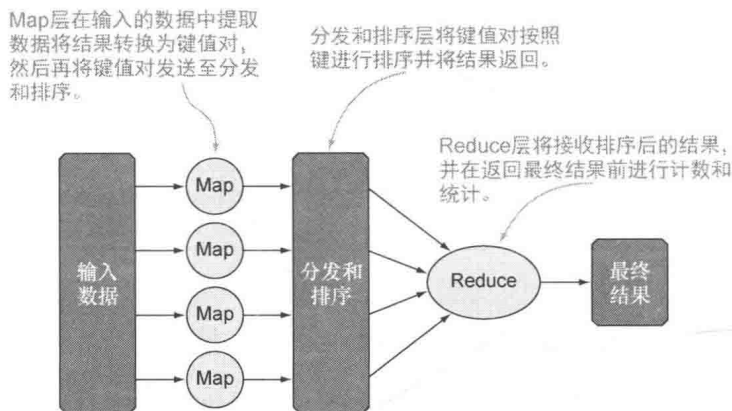 Map层在输入的数据中提取
数据将结果转换为键值对,
然后再将键值对发送至分发
和排序。
分发和排序层将键值对按照
键进行排序并将结果返回。
Reduce层将接收排序后的结果,
并在返回最终结果前进行计数和
统计。
输入
数据
Map
Map
Map
Map
分发和
排序
Reduce
最终
结果